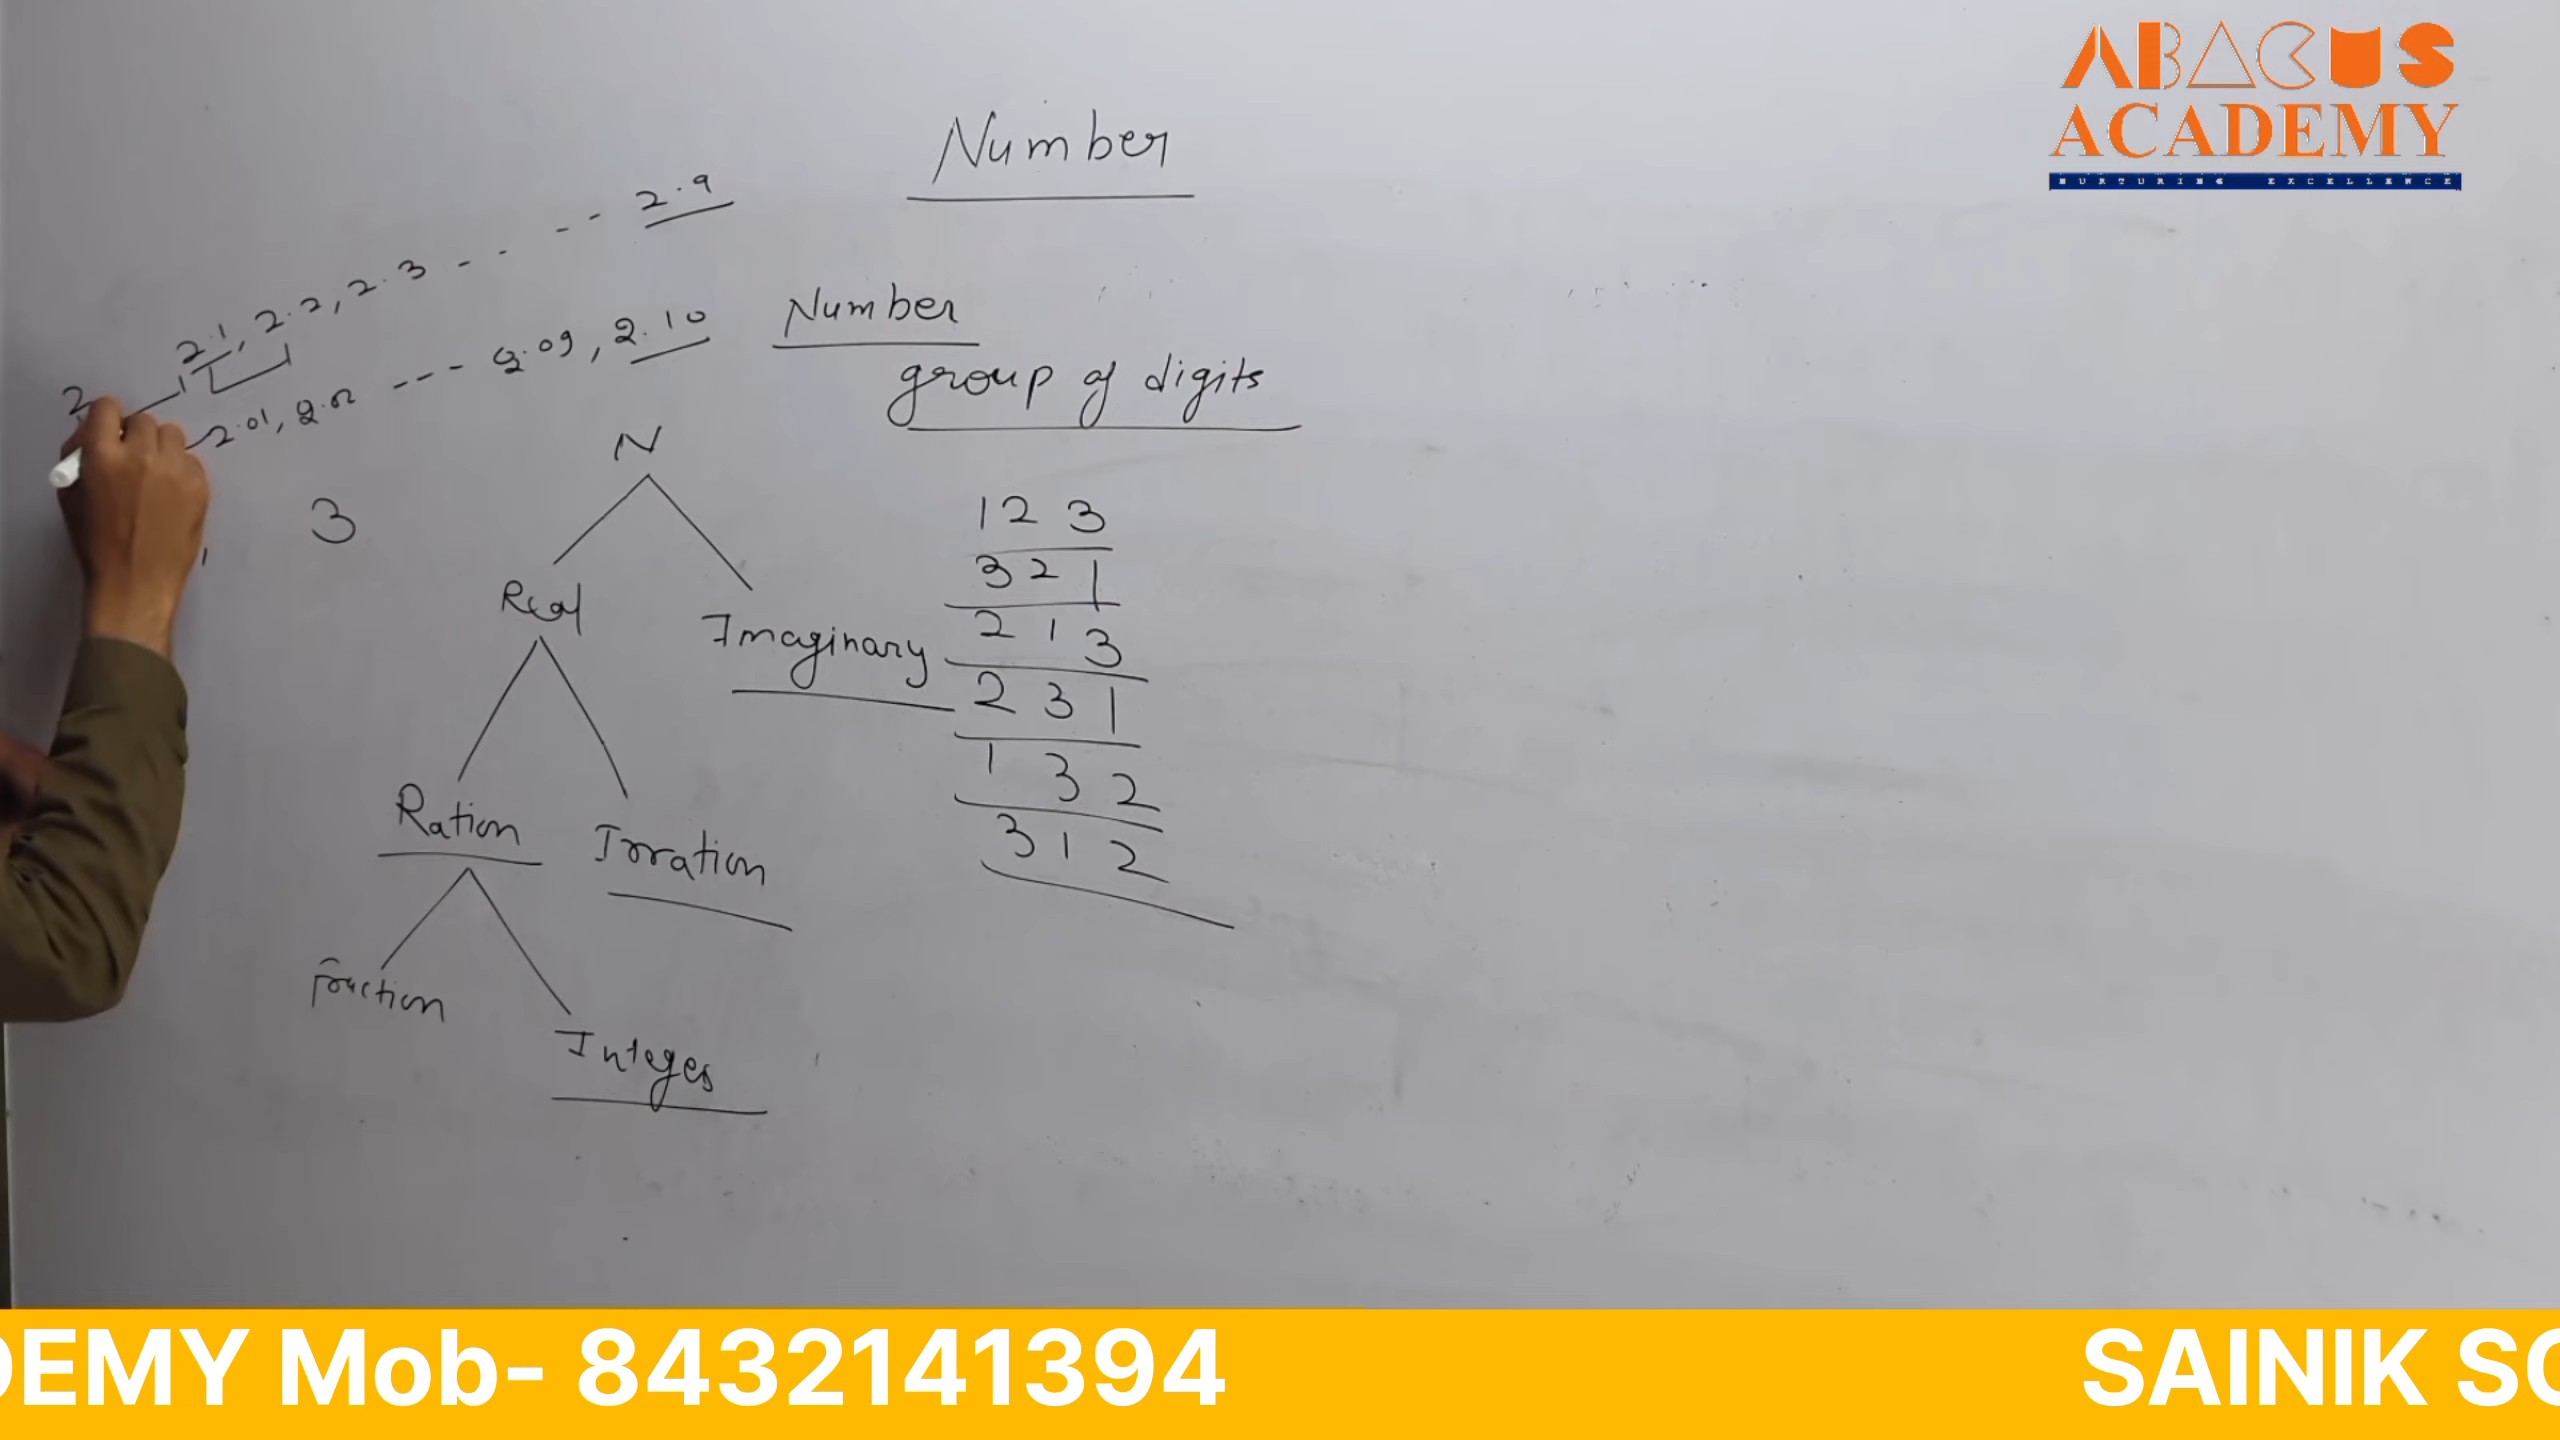 ABACUS
ACADEMY
NURTURING EXCELLENCE
Number
2.1, 2.2, 2.3 - - - - 2.9
2
2.01, 2.02 --- 2.09, 2.10
3
Number
group of digits
N
Real
Imaginary
Ration
Irration
Fraction
Integes
123
321
213
231
132
312
DEMY Mob- 8432141394
SAINIK SC